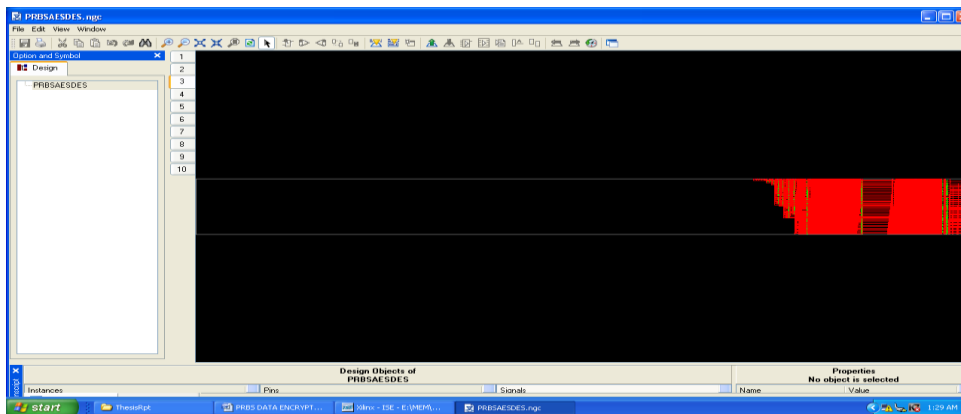 PRBSAESDES.ngc
File Edit View Window
Option and Symbol
Design
PRBSAESDES
1
2
3
4
5
6
7
8
9
10
Design Objects of
PRBSAESDES
Properties
No object is selected
Instances
Pins
Signals
Name
Value
start
ThesisRpt
PRBS DATA ENCRYPT...
Xilinx - ISE - E:\MEM\...
PRBSAESDES.ngc
1:29 AM